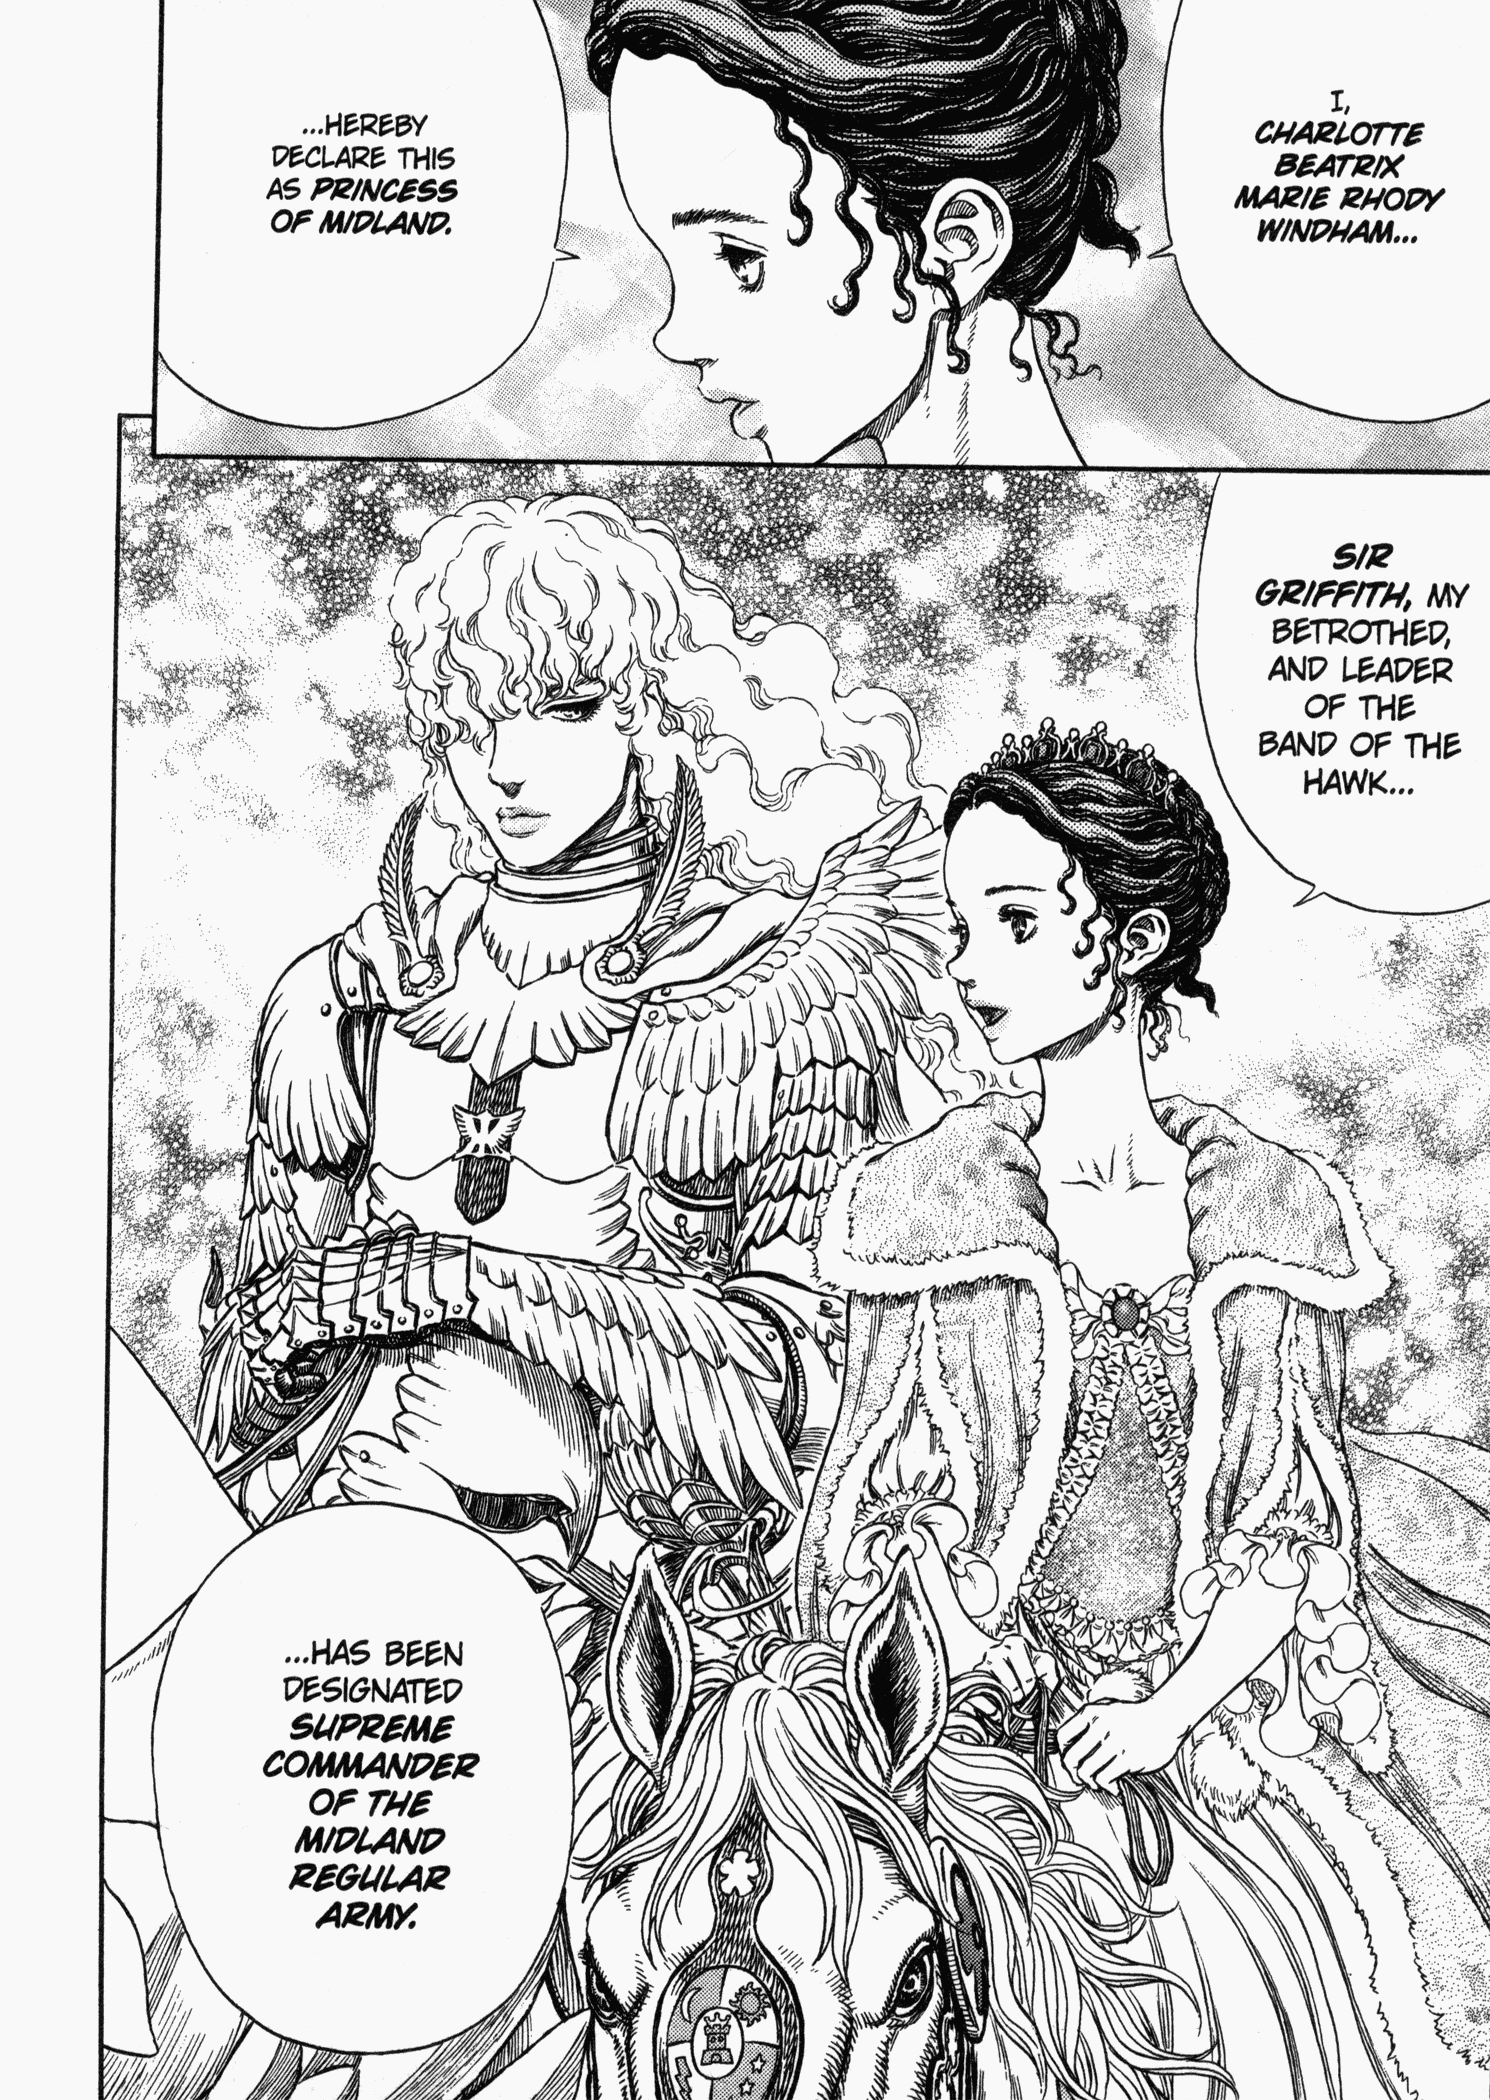 I,
CHARLOTTE
BEATRIX
MARIE RHODY
WINDHAM...
...HEREBY
DECLARE THIS
AS PRINCESS
OF MIDLAND.
SIR
GRIFFITH, MY
BETROTHED,
AND LEADER
OF THE
BAND OF THE
HAWK...
...HAS BEEN
DESIGNATED
SUPREME
COMMANDER
OF THE
MIDLAND
REGULAR
ARMY.